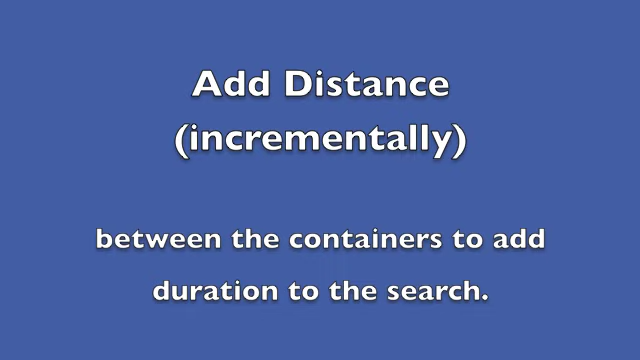 Add Distance
(incrementally)
between the containers to add
duration to the search.